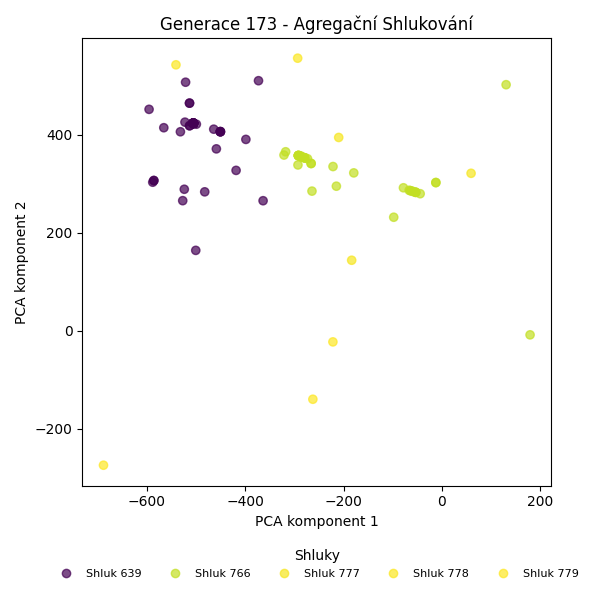 Generace 173 - Agregační Shlukování
PCA komponent 2
400
200
0
−200
−600 −400 −200 0 200
PCA komponent 1
Shluky
Shluk 639 Shluk 766 Shluk 777 Shluk 778 Shluk 779